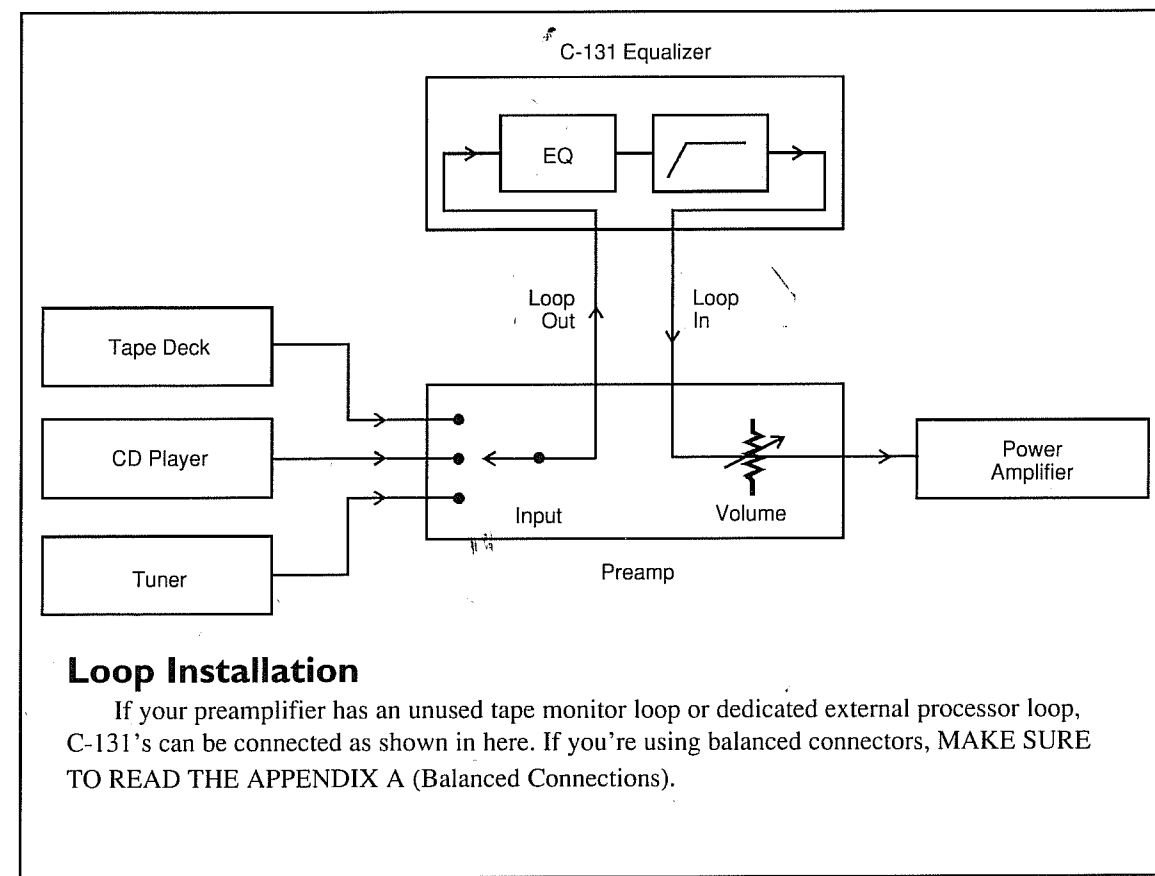 C-131 Equalizer
EQ
Loop
Out
Loop
In
Tape Deck
CD Player
Tuner
Input
Volume
Preamp
Power
Amplifier
Loop Installation
If your preamplifier has an unused tape monitor loop or dedicated external processor loop,
C-131's can be connected as shown in here. If you're using balanced connectors, MAKE SURE
TO READ THE APPENDIX A (Balanced Connections).